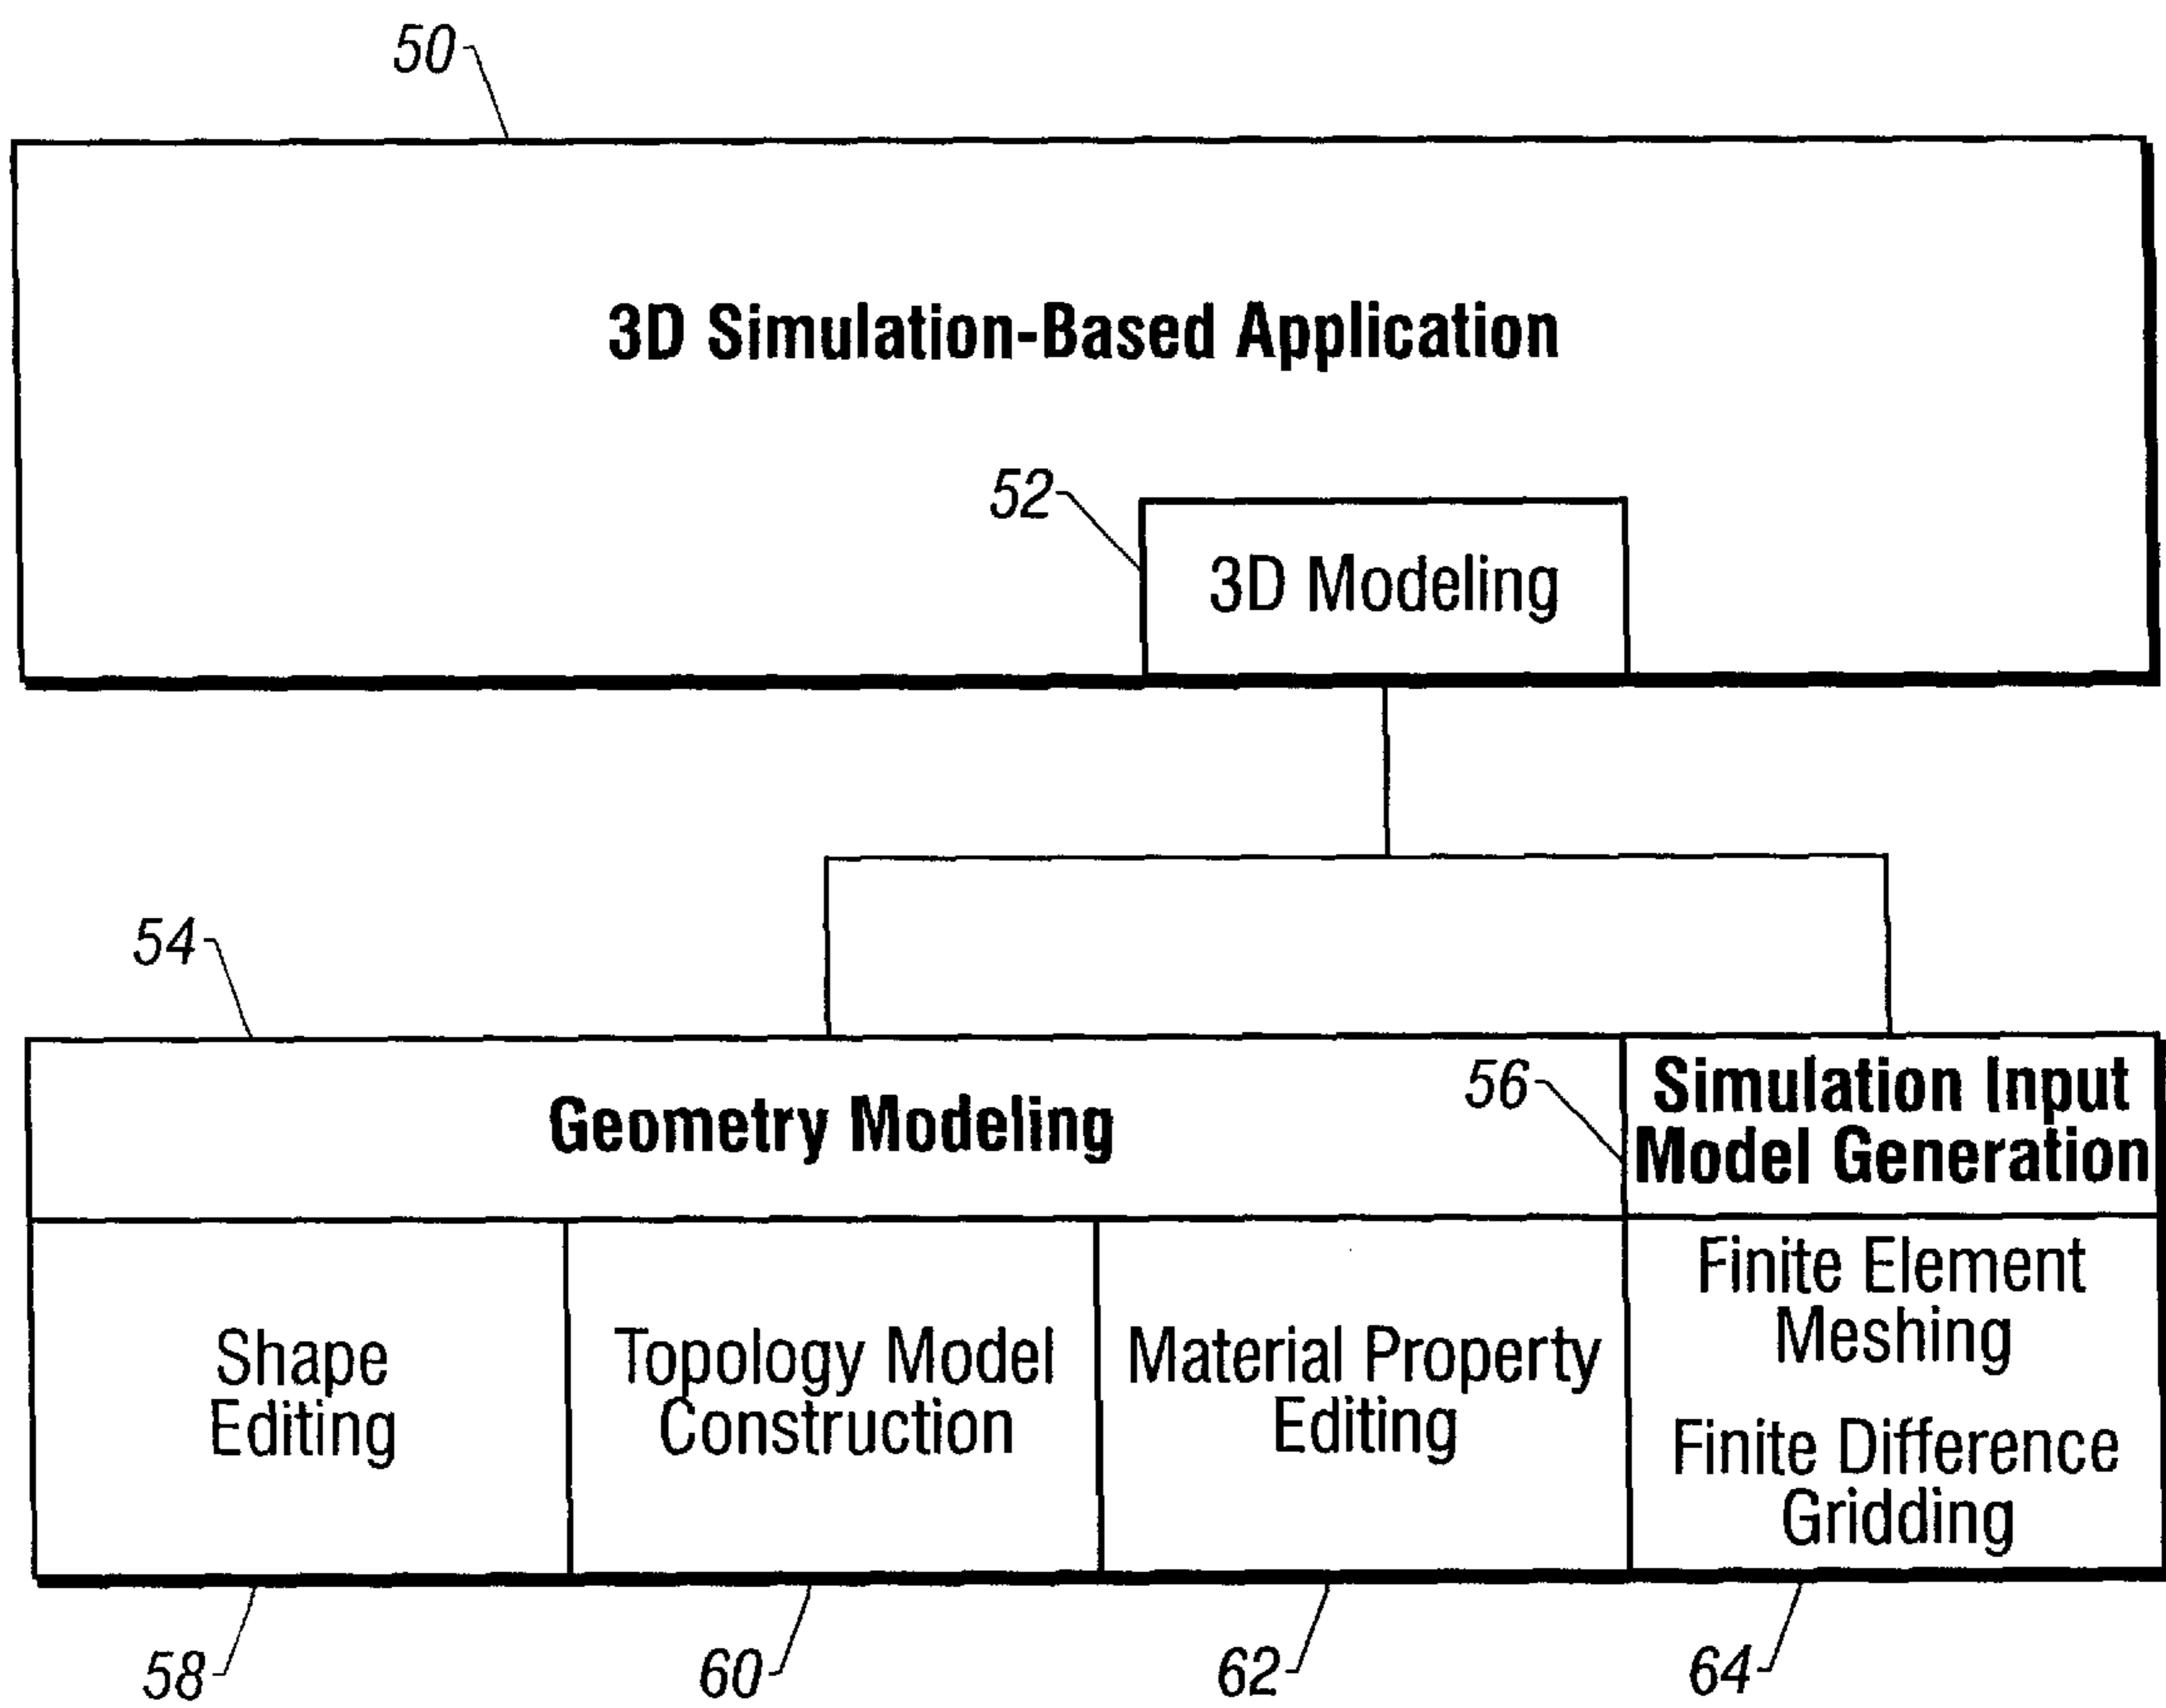 50
3D Simulation-Based Application
52
3D Modeling
54
Geometry Modeling
56
Simulation Input
Model Generation
Shape
Editing
Topology Model
Construction
Material Property
Editing
Finite Element
Meshing
Finite Difference
Gridding
58
60
62
64